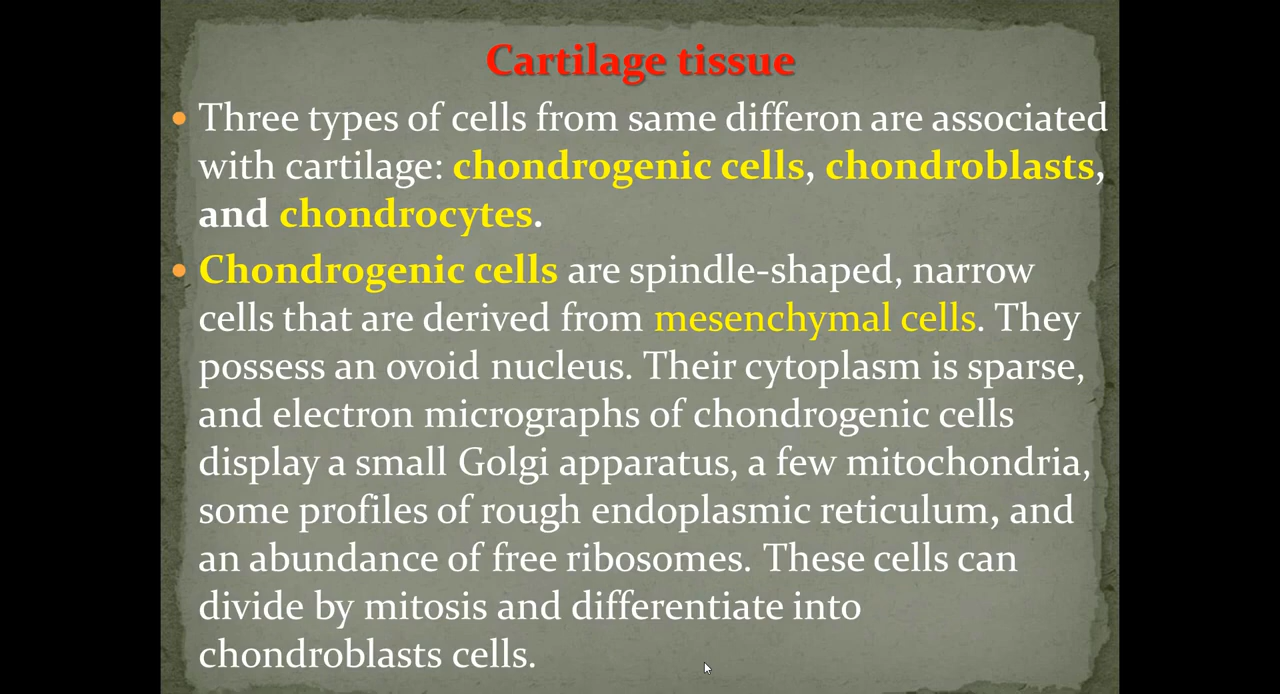 Cartilage tissue
• Three types of cells from same differon are associated
with cartilage: chondrogenic cells, chondroblasts,
and chondrocytes.
• Chondrogenic cells are spindle-shaped, narrow
cells that are derived from mesenchymal cells. They
possess an ovoid nucleus. Their cytoplasm is sparse,
and electron micrographs of chondrogenic cells
display a small Golgi apparatus, a few mitochondria,
some profiles of rough endoplasmic reticulum, and
an abundance of free ribosomes. These cells can
divide by mitosis and differentiate into
chondroblasts cells.